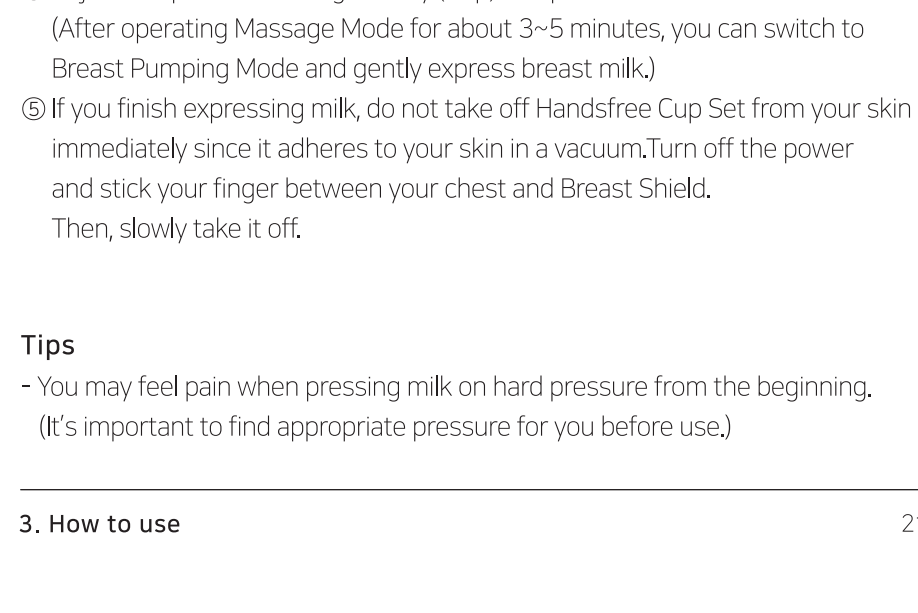 (After operating Massage Mode for about 3~5 minutes, you can switch to
Breast Pumping Mode and gently express breast milk.)
⑤ If you finish expressing milk, do not take off Handsfree Cup Set from your skin
immediately since it adheres to your skin in a vacuum.Turn off the power
and stick your finger between your chest and Breast Shield.
Then, slowly take it off.
Tips
- You may feel pain when pressing milk on hard pressure from the beginning.
(It's important to find appropriate pressure for you before use.)
3. How to use